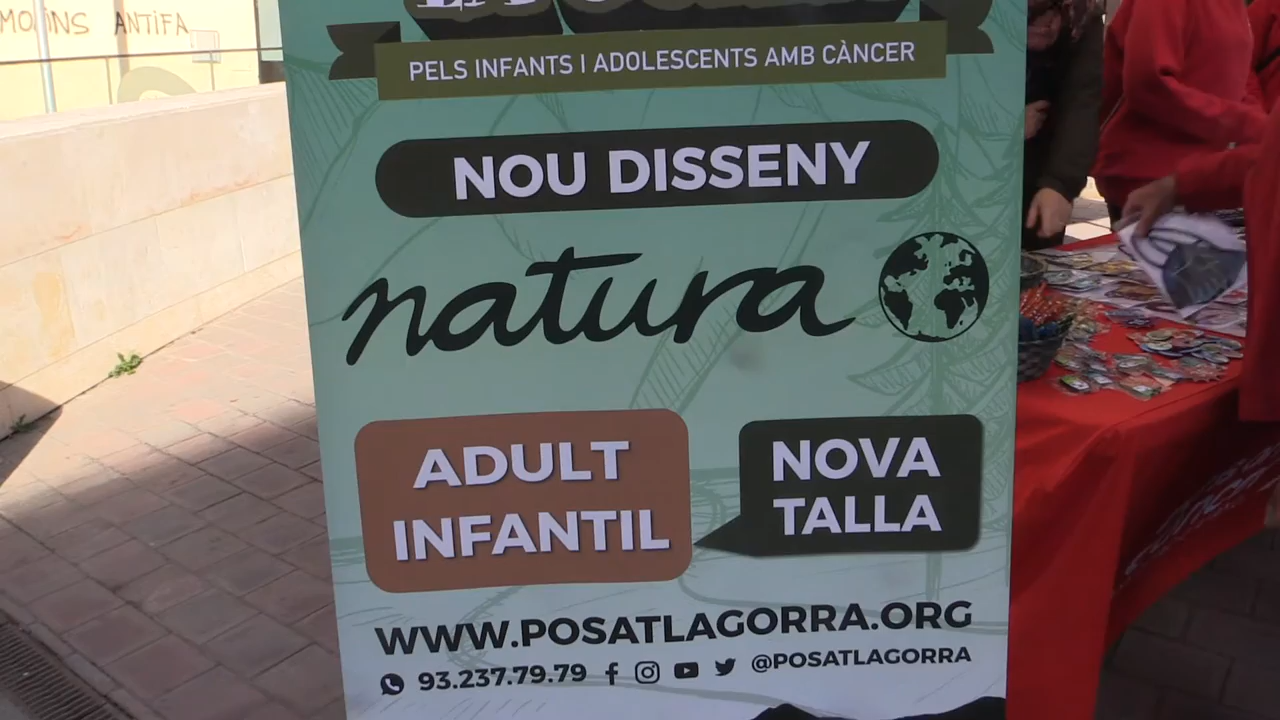 MOLINS ANTIFA
PELS INFANTS I ADOLESCENTS AMB CÀNCER
NOU DISSENY
natura
ADULT
INFANTIL
NOVA
TALLA
WWW.POSATLAGORRA.ORG
93.237.79.79 @POSATLAGORRA